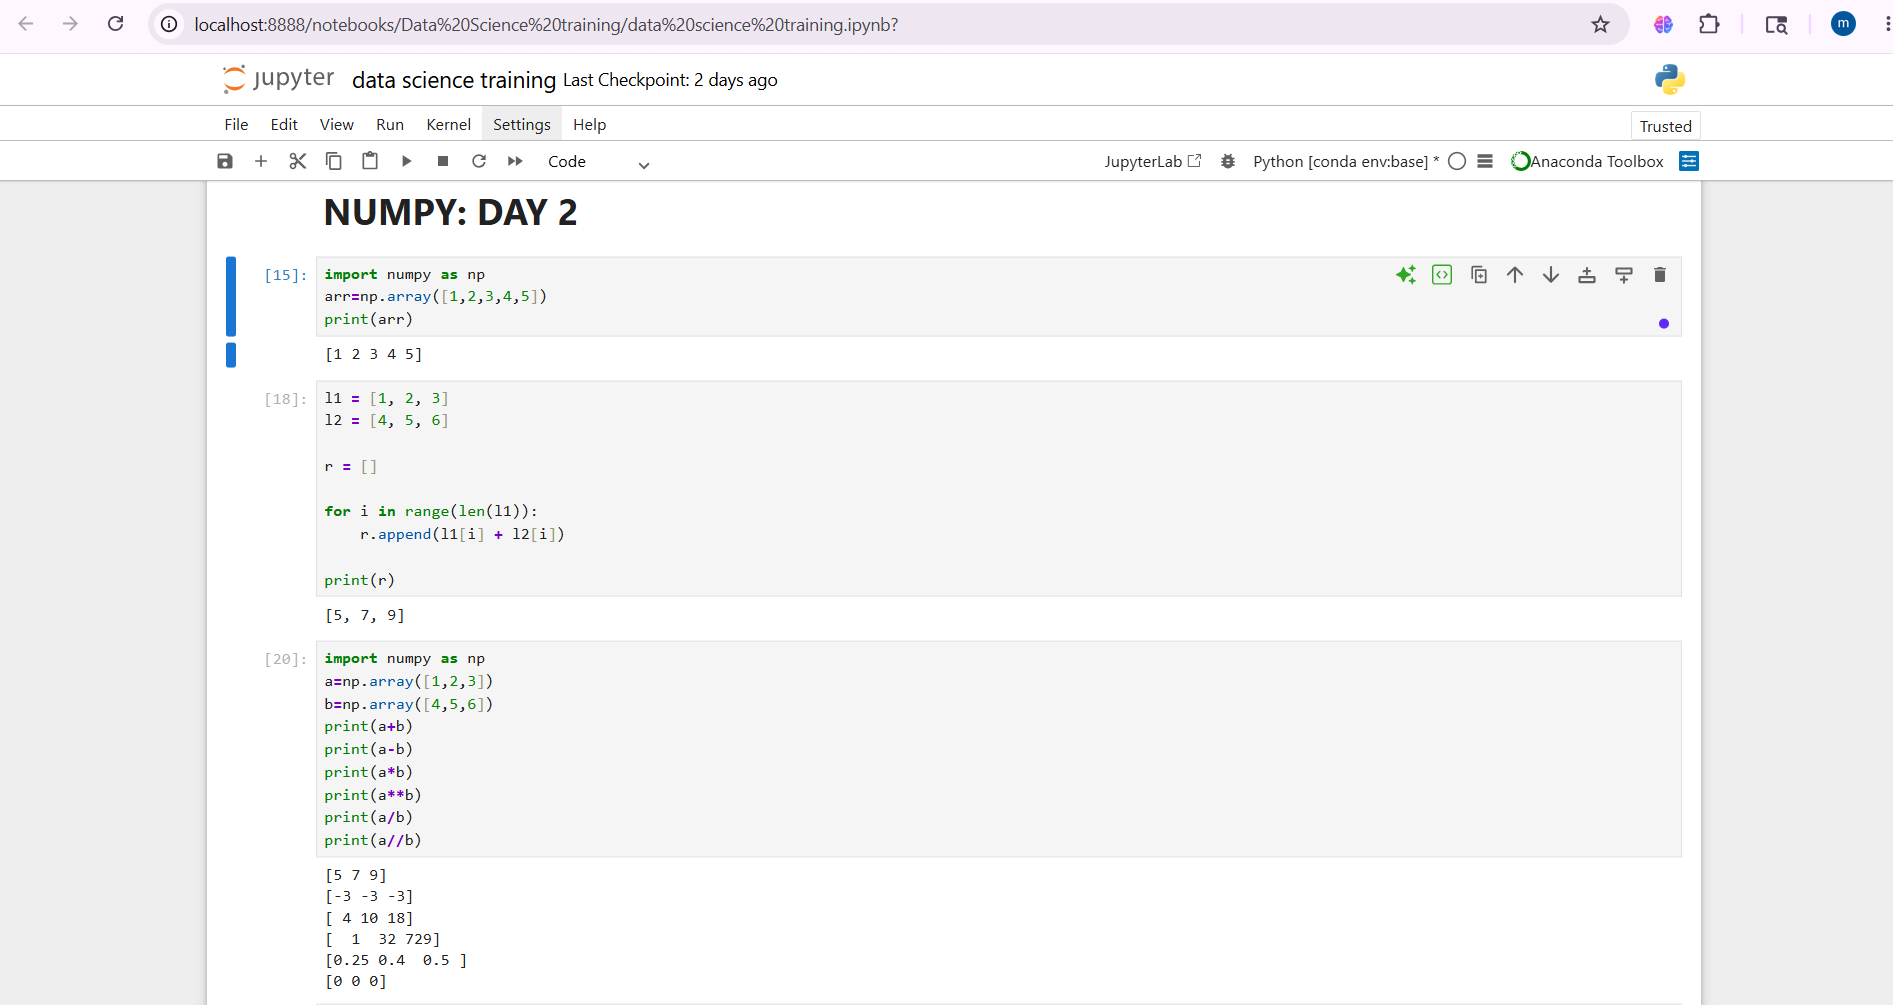 localhost:8888/notebooks/Data%20Science%20training/data%20science%20training.ipynb?
m
jupyter data science training Last Checkpoint: 2 days ago
File Edit View Run Kernel Settings Help
Trusted
Code
JupyterLab Python [conda env:base] * Anaconda Toolbox
NUMPY: DAY 2
[15]: import numpy as np
arr=np.array([1,2,3,4,5])
print(arr)
[1 2 3 4 5]
[18]: l1 = [1, 2, 3]
l2 = [4, 5, 6]
r = []
for i in range(len(l1)):
    r.append(l1[i] + l2[i])
print(r)
[5, 7, 9]
[20]: import numpy as np
a=np.array([1,2,3])
b=np.array([4,5,6])
print(a+b)
print(a-b)
print(a*b)
print(a**b)
print(a/b)
print(a//b)
[5 7 9]
[-3 -3 -3]
[ 4 10 18]
[  1  32 729]
[0.25 0.4  0.5 ]
[0 0 0]